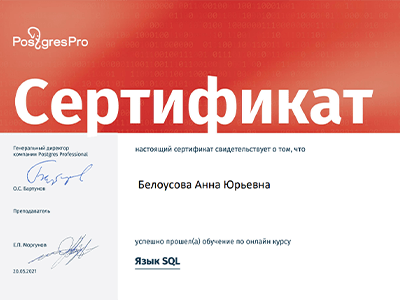 PostgresPro
Сертификат
Генеральный директор
компании Postgres Professional
О.С. Бартунов
Преподаватель
Е.П. Моргунов
20.05.2021
настоящий сертификат свидетельствует о том, что
Белоусова Анна Юрьевна
успешно прошел(а) обучение по онлайн курсу
Язык SQL